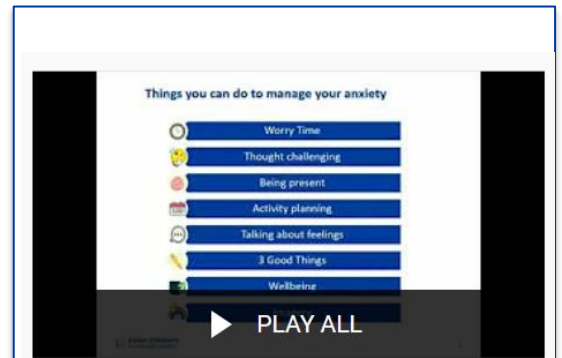 Things you can do to manage your anxiety
Worry Time
Thought challenging
Being present
Activity planning
Talking about feelings
3 Good Things
Wellbeing
PLAY ALL